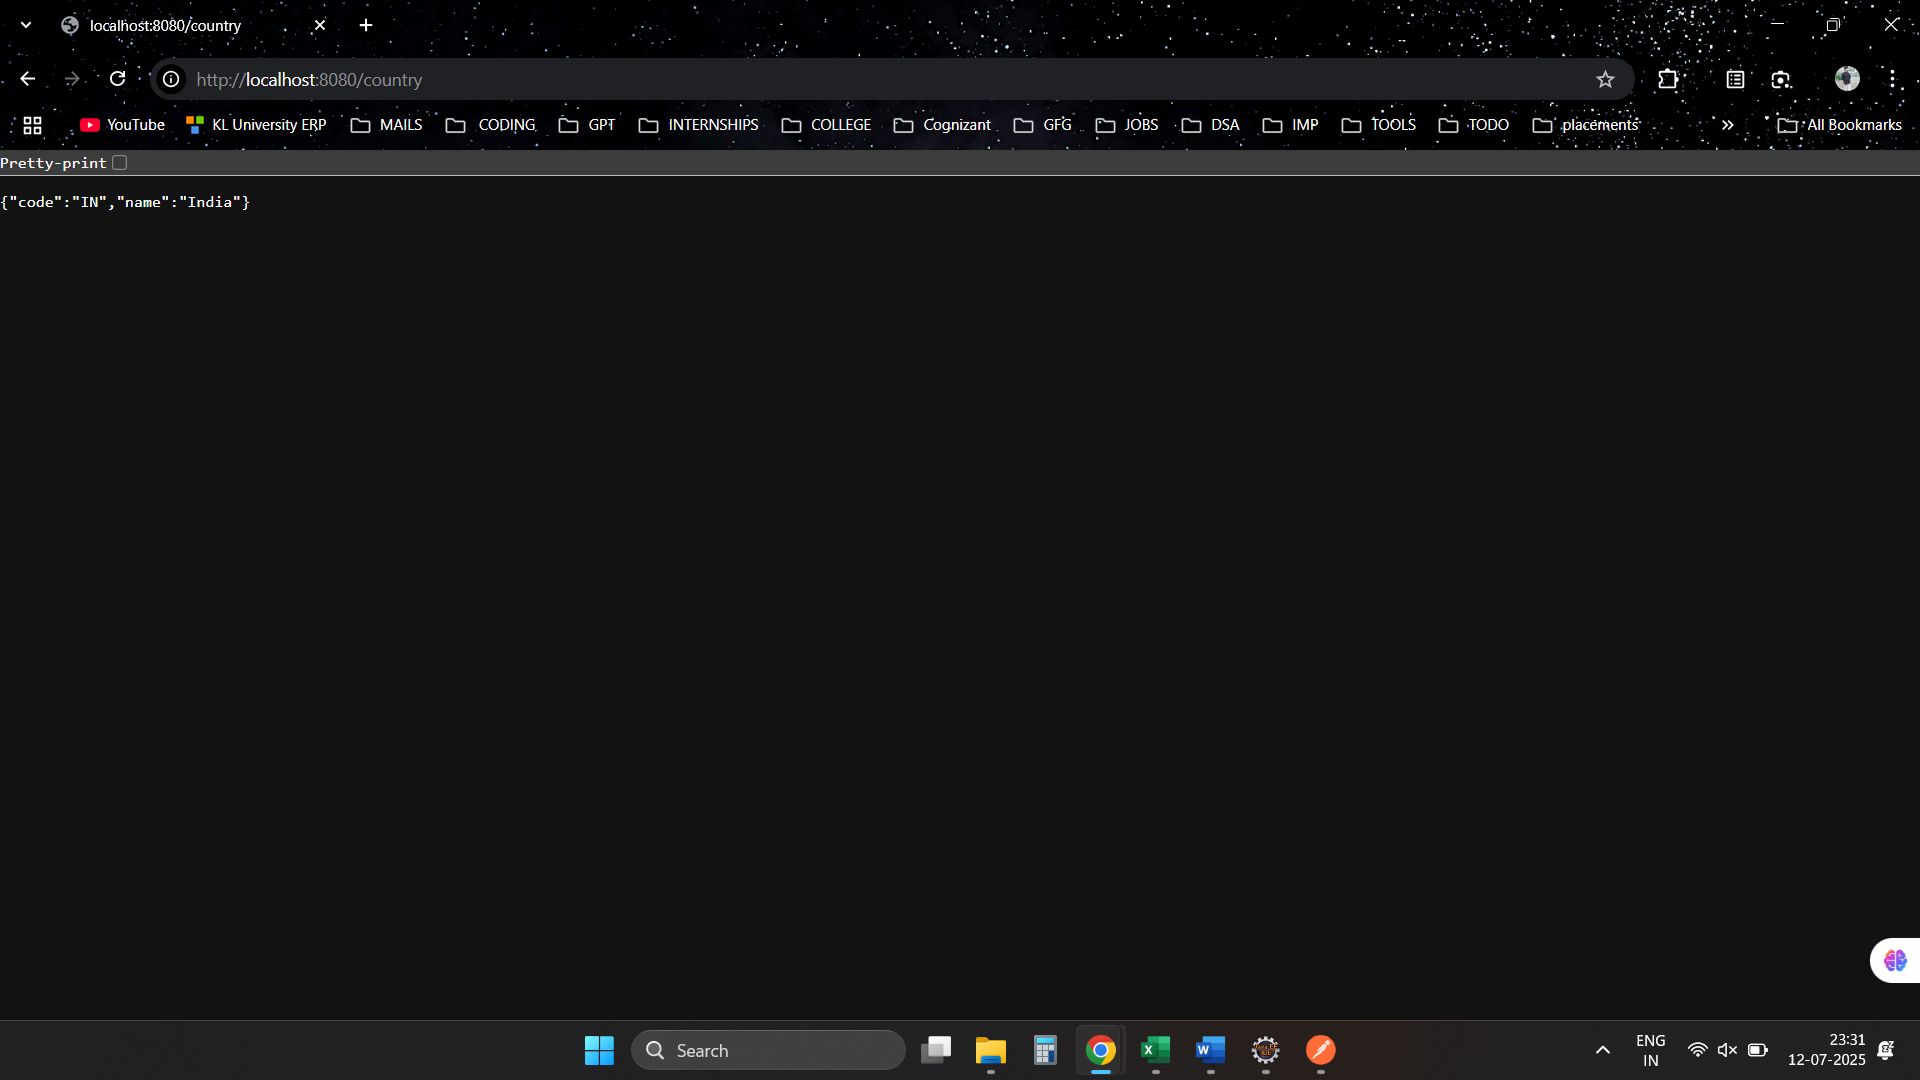 localhost:8080/country
http://localhost:8080/country
YouTube KL University ERP MAILS CODING GPT INTERNSHIPS COLLEGE Cognizant GFG JOBS DSA IMP TOOLS TODO placements » All Bookmarks
Pretty-print
{"code":"IN","name":"India"}
Search
ENG
IN
23:31
12-07-2025